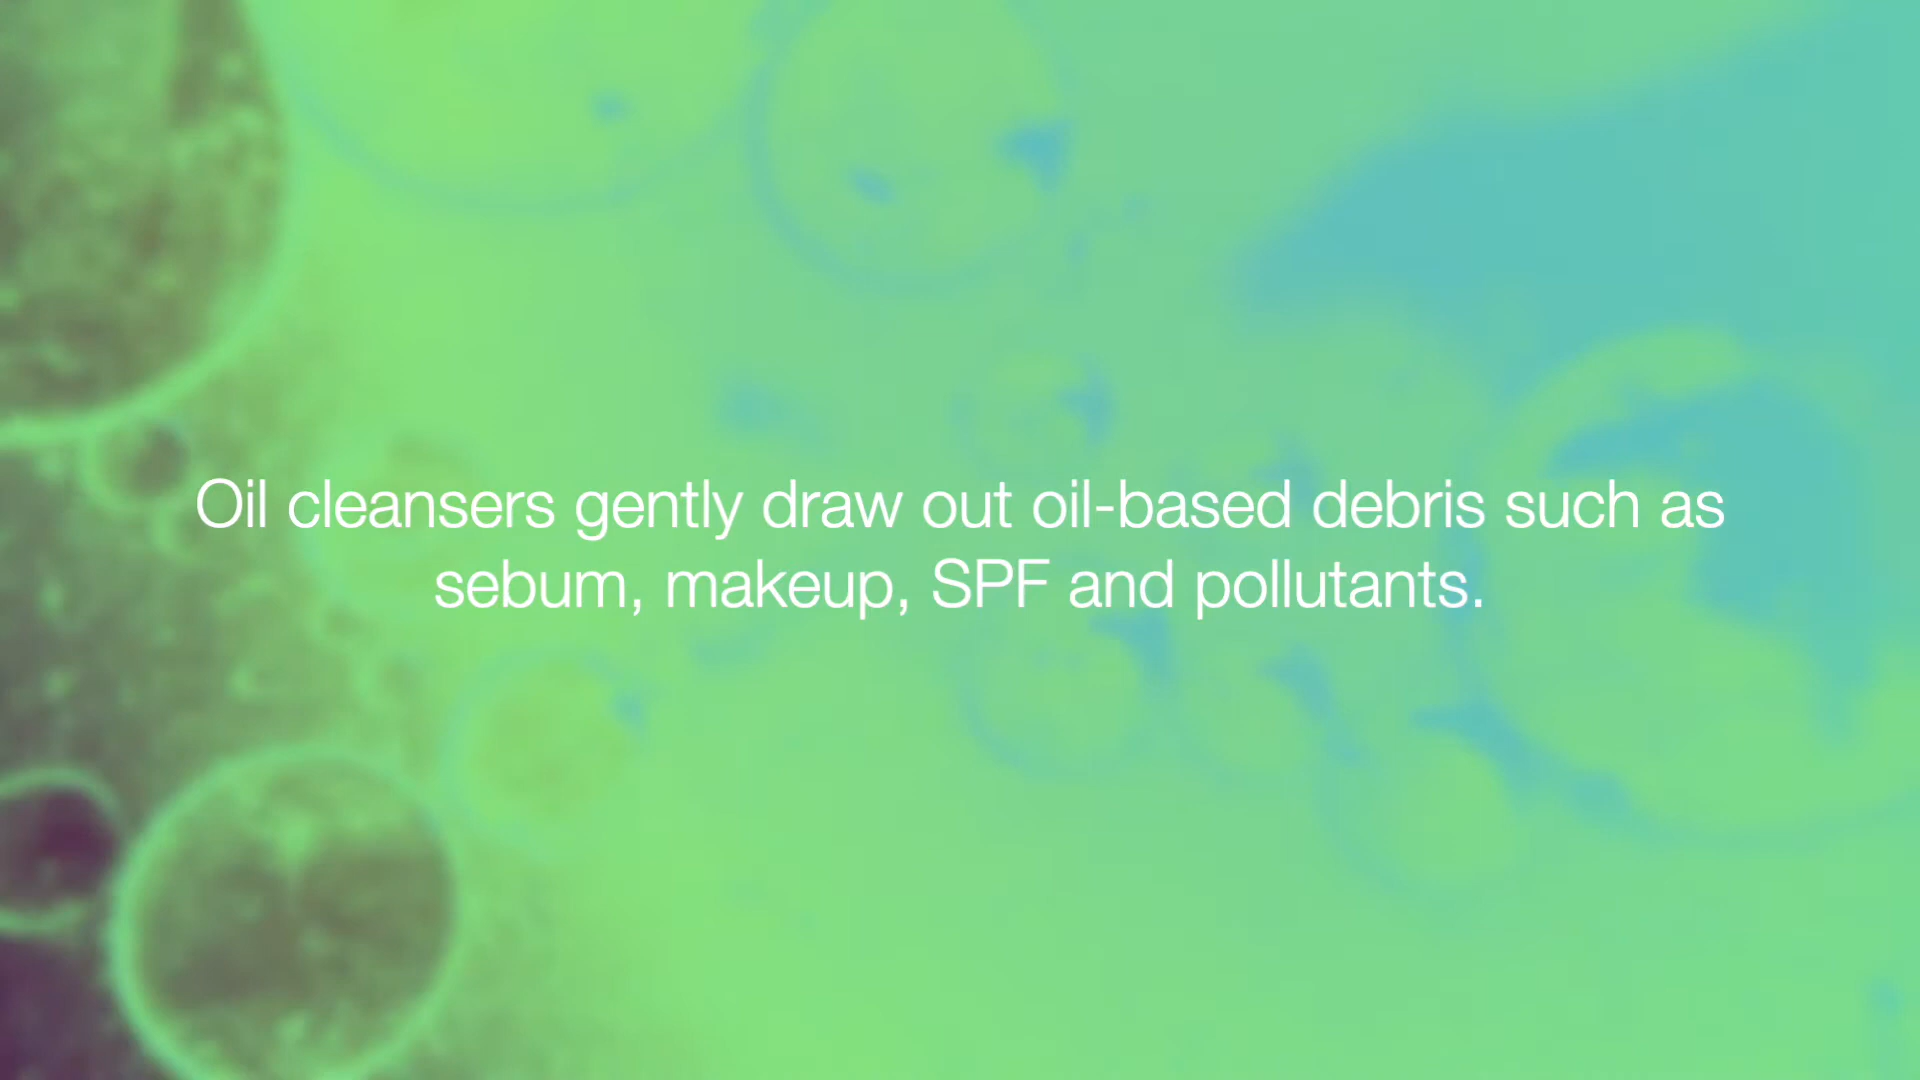 Oil cleansers gently draw out oil-based debris such as
sebum, makeup, SPF and pollutants.